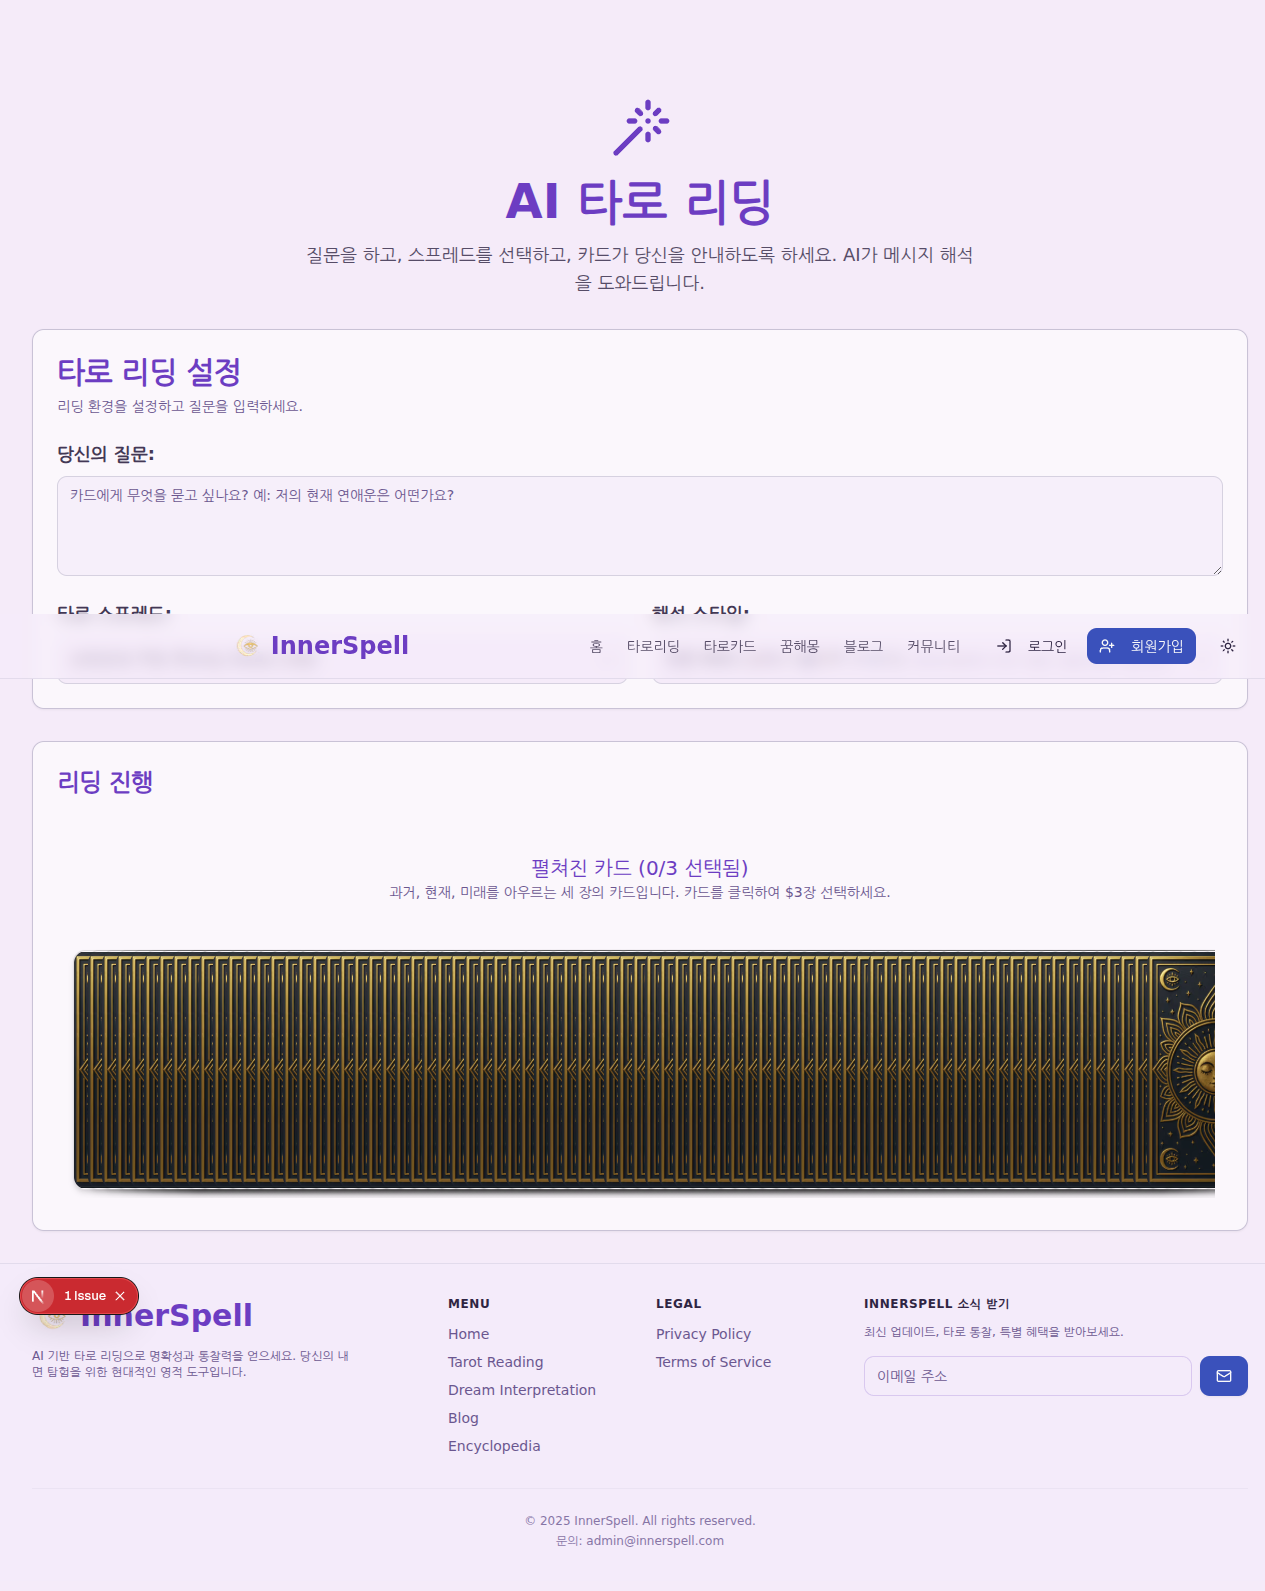 AI 타로 리딩
질문을 하고, 스프레드를 선택하고, 카드가 당신을 안내하도록 하세요. AI가 메시지 해석
을 도와드립니다.
타로 리딩 설정
리딩 환경을 설정하고 질문을 입력하세요.
당신의 질문:
카드에게 무엇을 묻고 싶나요? 예: 저의 현재 연애운은 어떤가요?
타로 스프레드:
해석 스타일:
InnerSpell
홈 타로리딩 타로카드 꿈해몽 블로그 커뮤니티 로그인 회원가입
리딩 진행
펼쳐진 카드 (0/3 선택됨)
과거, 현재, 미래를 아우르는 세 장의 카드입니다. 카드를 클릭하여 $3장 선택하세요.
1 Issue
InnerSpell
AI 기반 타로 리딩으로 명확성과 통찰력을 얻으세요. 당신의 내
면 탐험을 위한 현대적인 영적 도구입니다.
MENU
Home
Tarot Reading
Dream Interpretation
Blog
Encyclopedia
LEGAL
Privacy Policy
Terms of Service
INNERSPELL 소식 받기
최신 업데이트, 타로 통찰, 특별 혜택을 받아보세요.
이메일 주소
© 2025 InnerSpell. All rights reserved.
문의: admin@innerspell.com